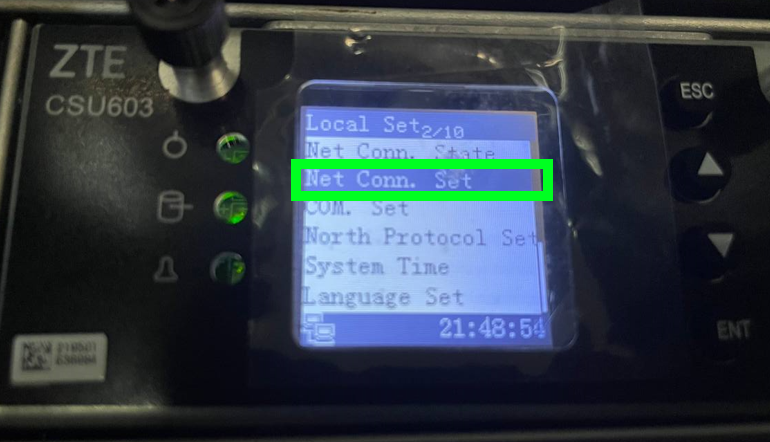 ZTE
CSU603
Local Set 2/10
Net Conn. State
Net Conn. Set
COM. Set
North Protocol Set
System Time
Language Set
21:48:54
ESC
ENT